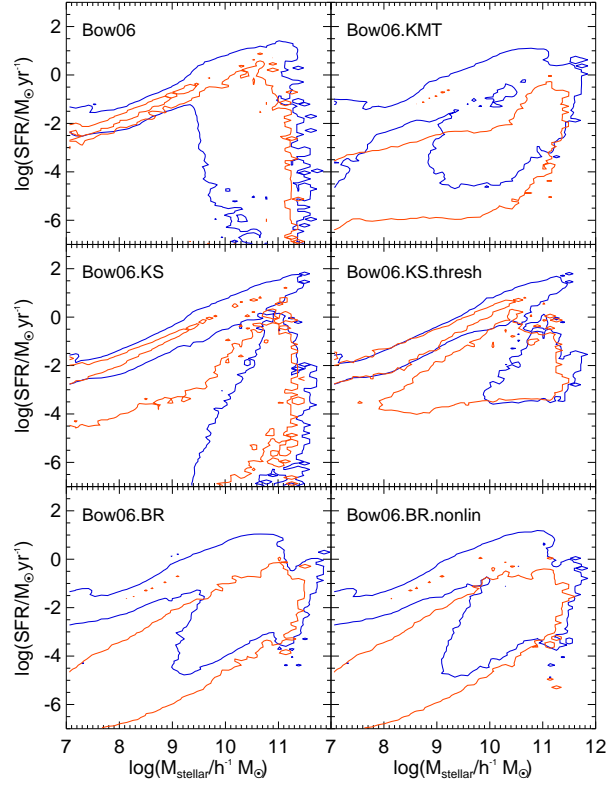 Bow06
Bow06.KMT
2
0
-2
-4
-6
log(SFR/M☉yr⁻¹)
Bow06.KS
Bow06.KS.thresh
2
0
-2
-4
-6
log(SFR/M☉yr⁻¹)
Bow06.BR
Bow06.BR.nonlin
2
0
-2
-4
-6
log(SFR/M☉yr⁻¹)
7 8 9 10 11 7 8 9 10 11 12
log(Mstellar/h⁻¹ M☉) log(Mstellar/h⁻¹ M☉)